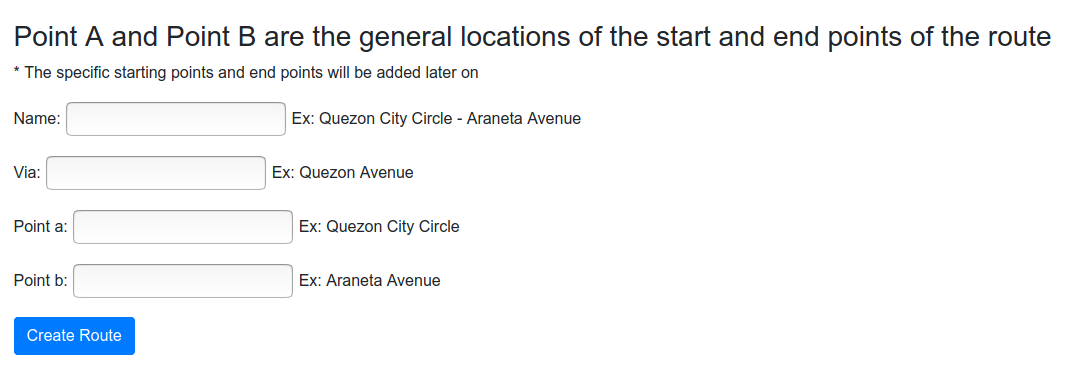 Point A and Point B are the general locations of the start and end points of the route
* The specific starting points and end points will be added later on
Name: Ex: Quezon City Circle - Araneta Avenue
Via: Ex: Quezon Avenue
Point a: Ex: Quezon City Circle
Point b: Ex: Araneta Avenue
Create Route